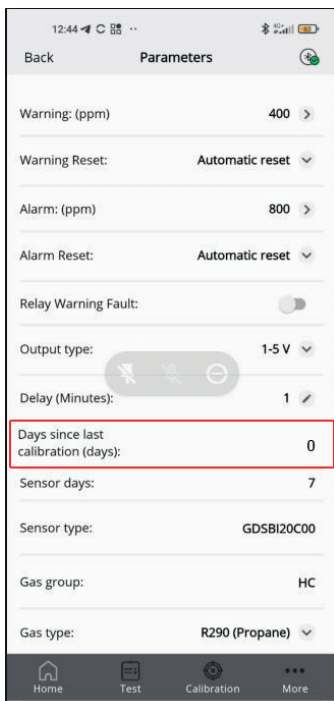 12:44
Back Parameters
Warning: (ppm) 400
Warning Reset: Automatic reset
Alarm: (ppm) 800
Alarm Reset: Automatic reset
Relay Warning Fault:
Output type: 1-5 V
Delay (Minutes): 1
Days since last
calibration (days): 0
Sensor days: 7
Sensor type: GDSBI20C00
Gas group: HC
Gas type: R290 (Propane)
Home Test Calibration More